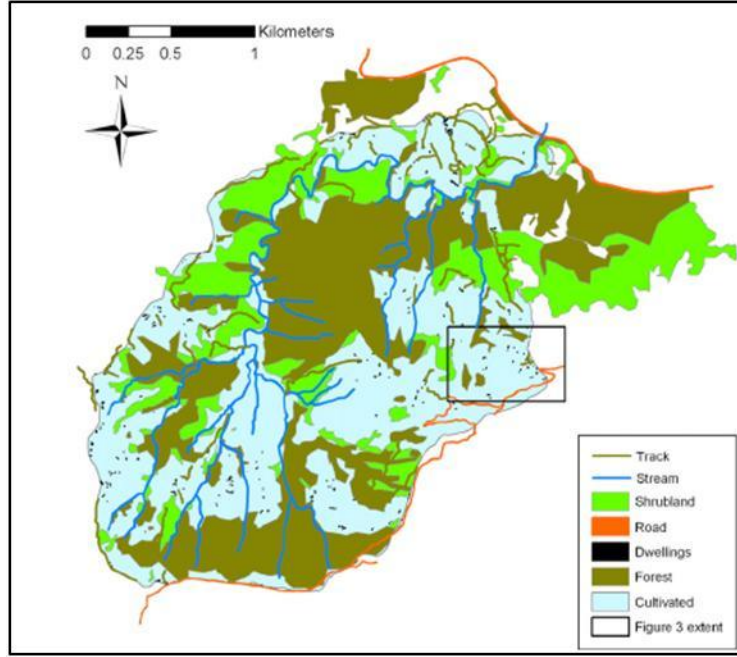 Kilometers
0 0.25 0.5 1
N
Track
Stream
Shrubland
Road
Dwellings
Forest
Cultivated
Figure 3 extent